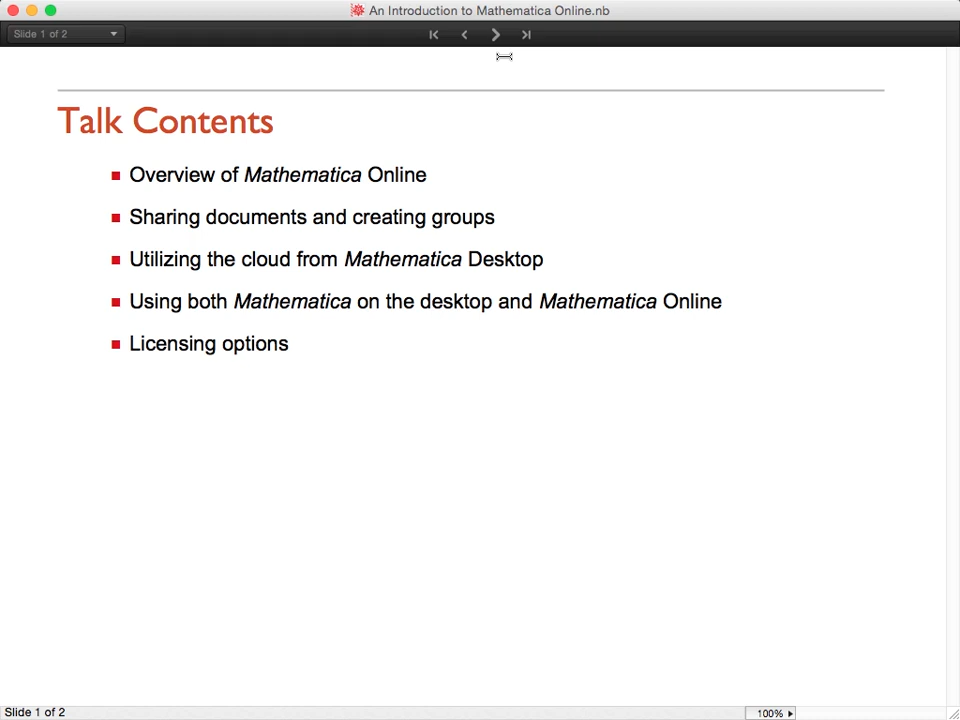 An Introduction to Mathematica Online.nb
Slide 1 of 2
Talk Contents
Overview of Mathematica Online
Sharing documents and creating groups
Utilizing the cloud from Mathematica Desktop
Using both Mathematica on the desktop and Mathematica Online
Licensing options
Slide 1 of 2
100%